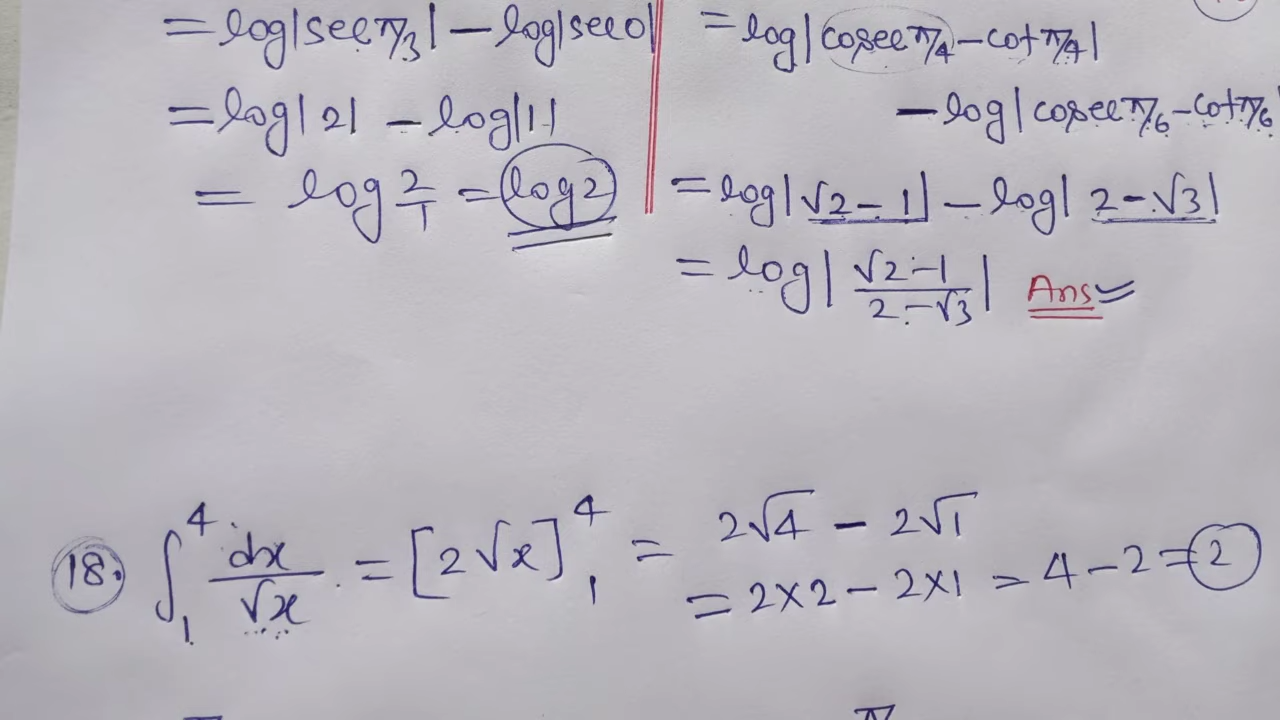 = log|sec π/3| - log|sec 0|
= log|2| - log|1|
= log 2/1 = log 2
= log|cosec π/4 - cot π/4|
- log|cosec π/6 - cot π/6|
= log|√2 - 1| - log|2 - √3|
= log|(√2 - 1)/(2 - √3)| Ans
18. ∫₁⁴ dx/√x = [2√x]₁⁴ = 2√4 - 2√1
= 2×2 - 2×1 = 4 - 2 = 2